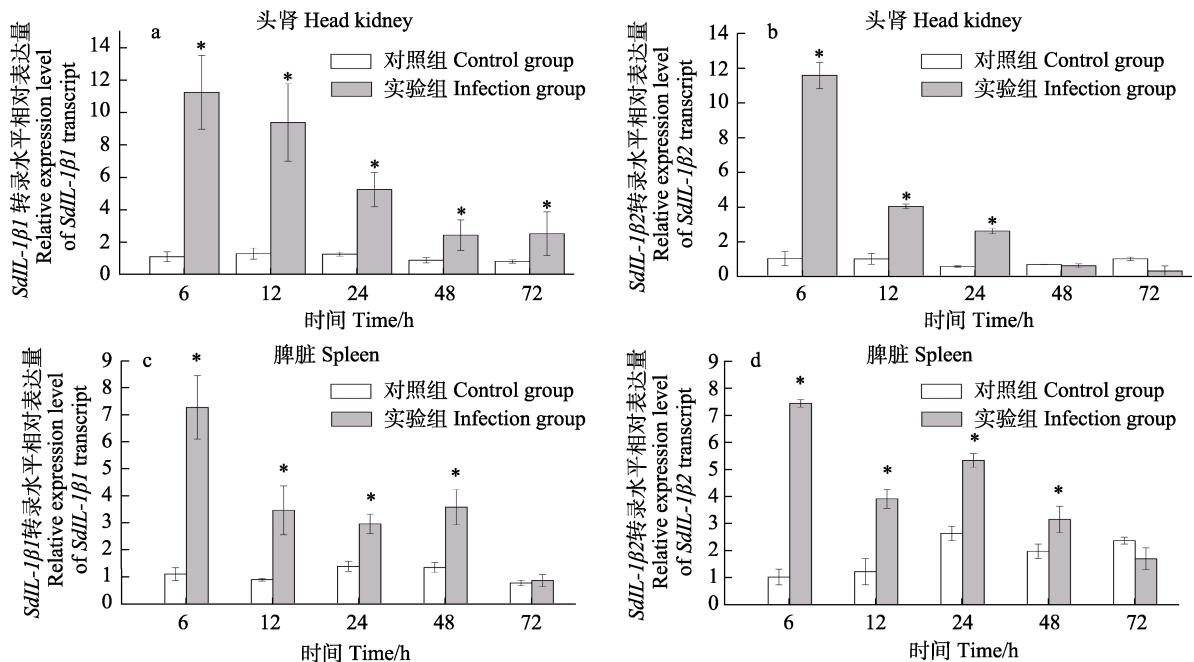 头肾 Head kidney
a
对照组 Control group
实验组 Infection group
SdIL-1β1 转录水平相对表达量
Relative expression level
of SdIL-1β1 transcript
14
12
10
8
6
4
2
0
* * * * *
6 12 24 48 72
时间 Time/h
头肾 Head kidney
b
对照组 Control group
实验组 Infection group
SdIL-1β2转录水平相对表达量
Relative expression level
of SdIL-1β2 transcript
14
12
10
8
6
4
2
0
* * *
6 12 24 48 72
时间 Time/h
脾脏 Spleen
c
对照组 Control group
实验组 Infection group
SdIL-1β1转录水平相对表达量
Relative expression level
of SdIL-1β1 transcript
9
8
7
6
5
4
3
2
1
0
* * * *
6 12 24 48 72
时间 Time/h
脾脏 Spleen
d
对照组 Control group
实验组 Infection group
SdIL-1β2转录水平相对表达量
Relative expression level
of SdIL-1β2 transcript
9
8
7
6
5
4
3
2
1
0
* * * *
6 12 24 48 72
时间 Time/h